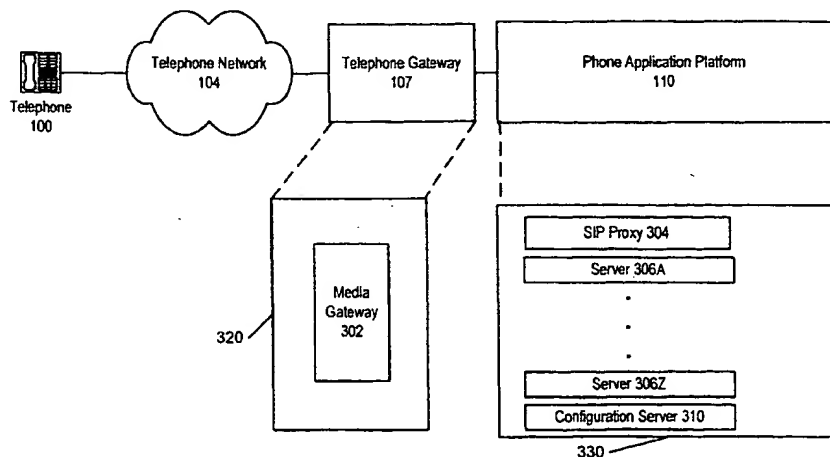 Telephone Network
104
Telephone Gateway
107
Phone Application Platform
110
Telephone
100
SIP Proxy 304
Server 306A
Media
Gateway
302
320
Server 306Z
Configuration Server 310
330